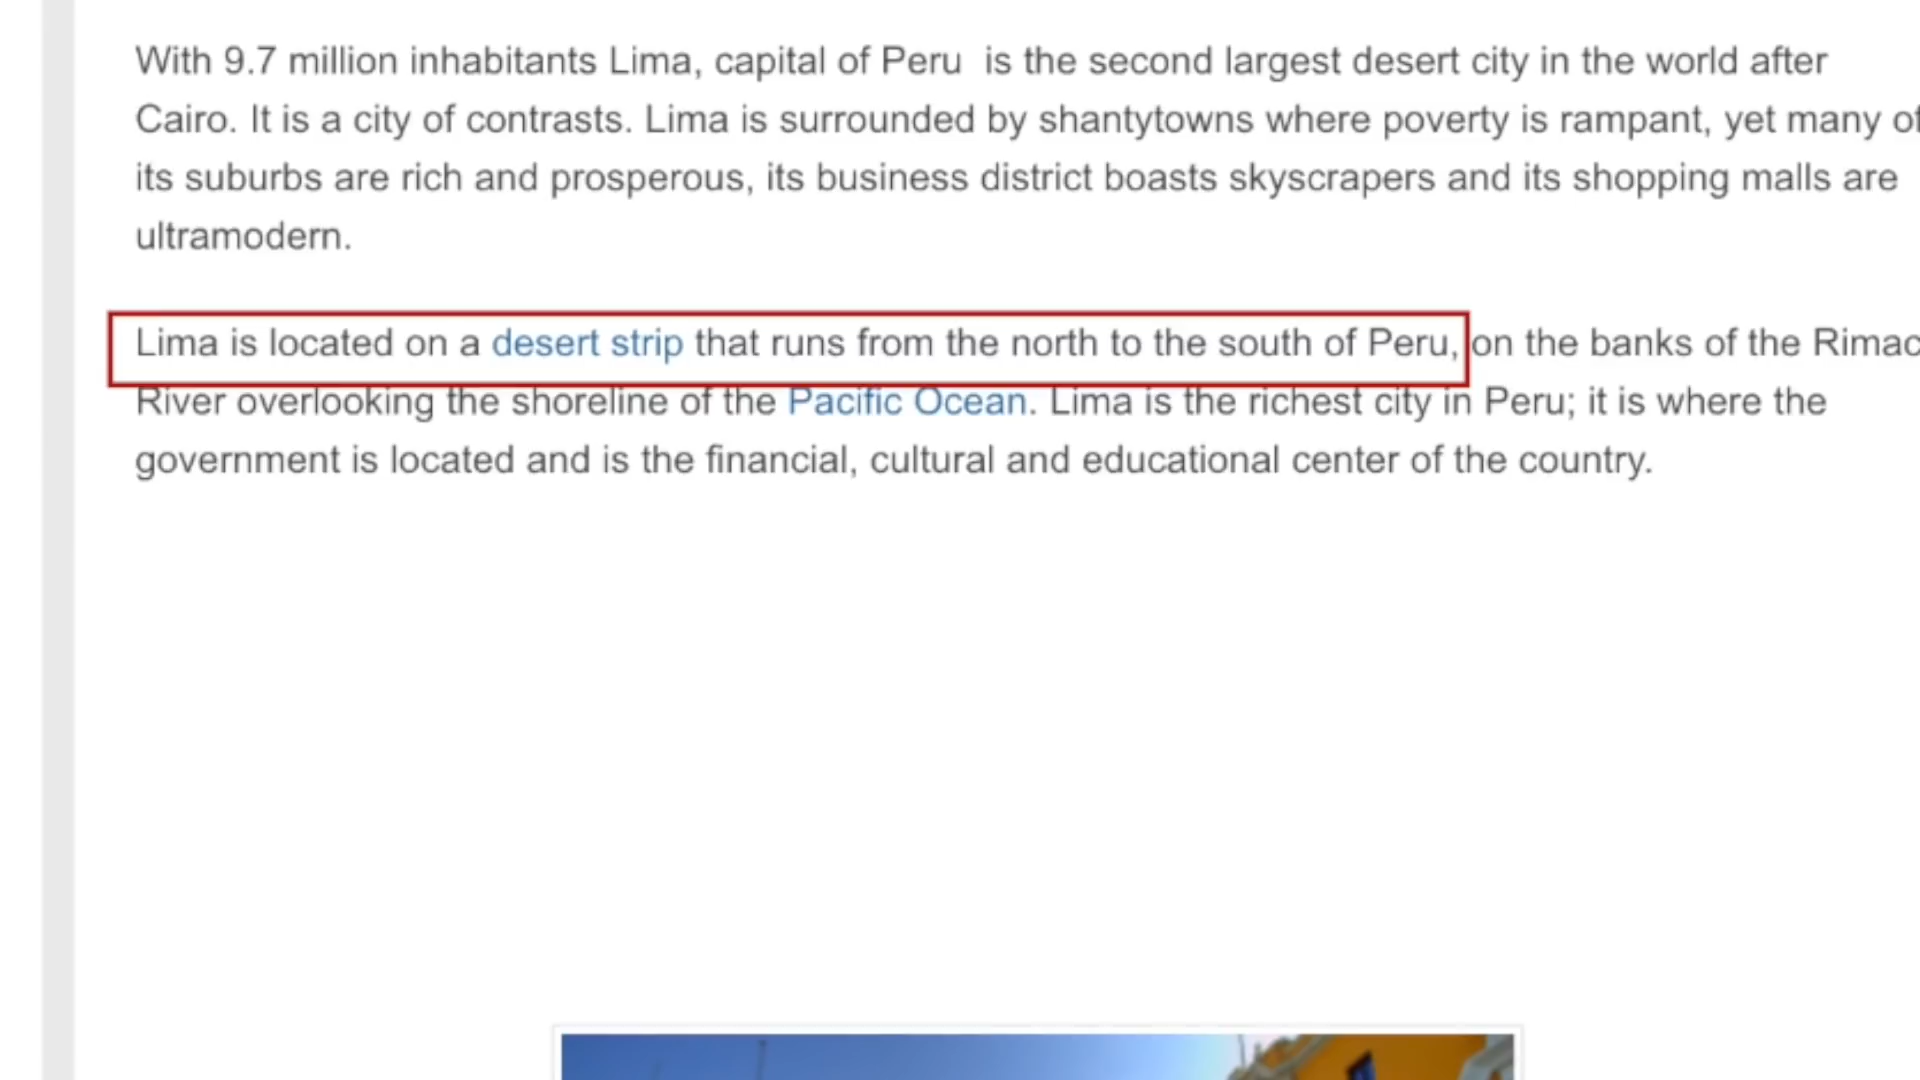 With 9.7 million inhabitants Lima, capital of Peru  is the second largest desert city in the world after
Cairo. It is a city of contrasts. Lima is surrounded by shantytowns where poverty is rampant, yet many of
its suburbs are rich and prosperous, its business district boasts skyscrapers and its shopping malls are
ultramodern.
Lima is located on a desert strip that runs from the north to the south of Peru, on the banks of the Rimac
River overlooking the shoreline of the Pacific Ocean. Lima is the richest city in Peru; it is where the
government is located and is the financial, cultural and educational center of the country.